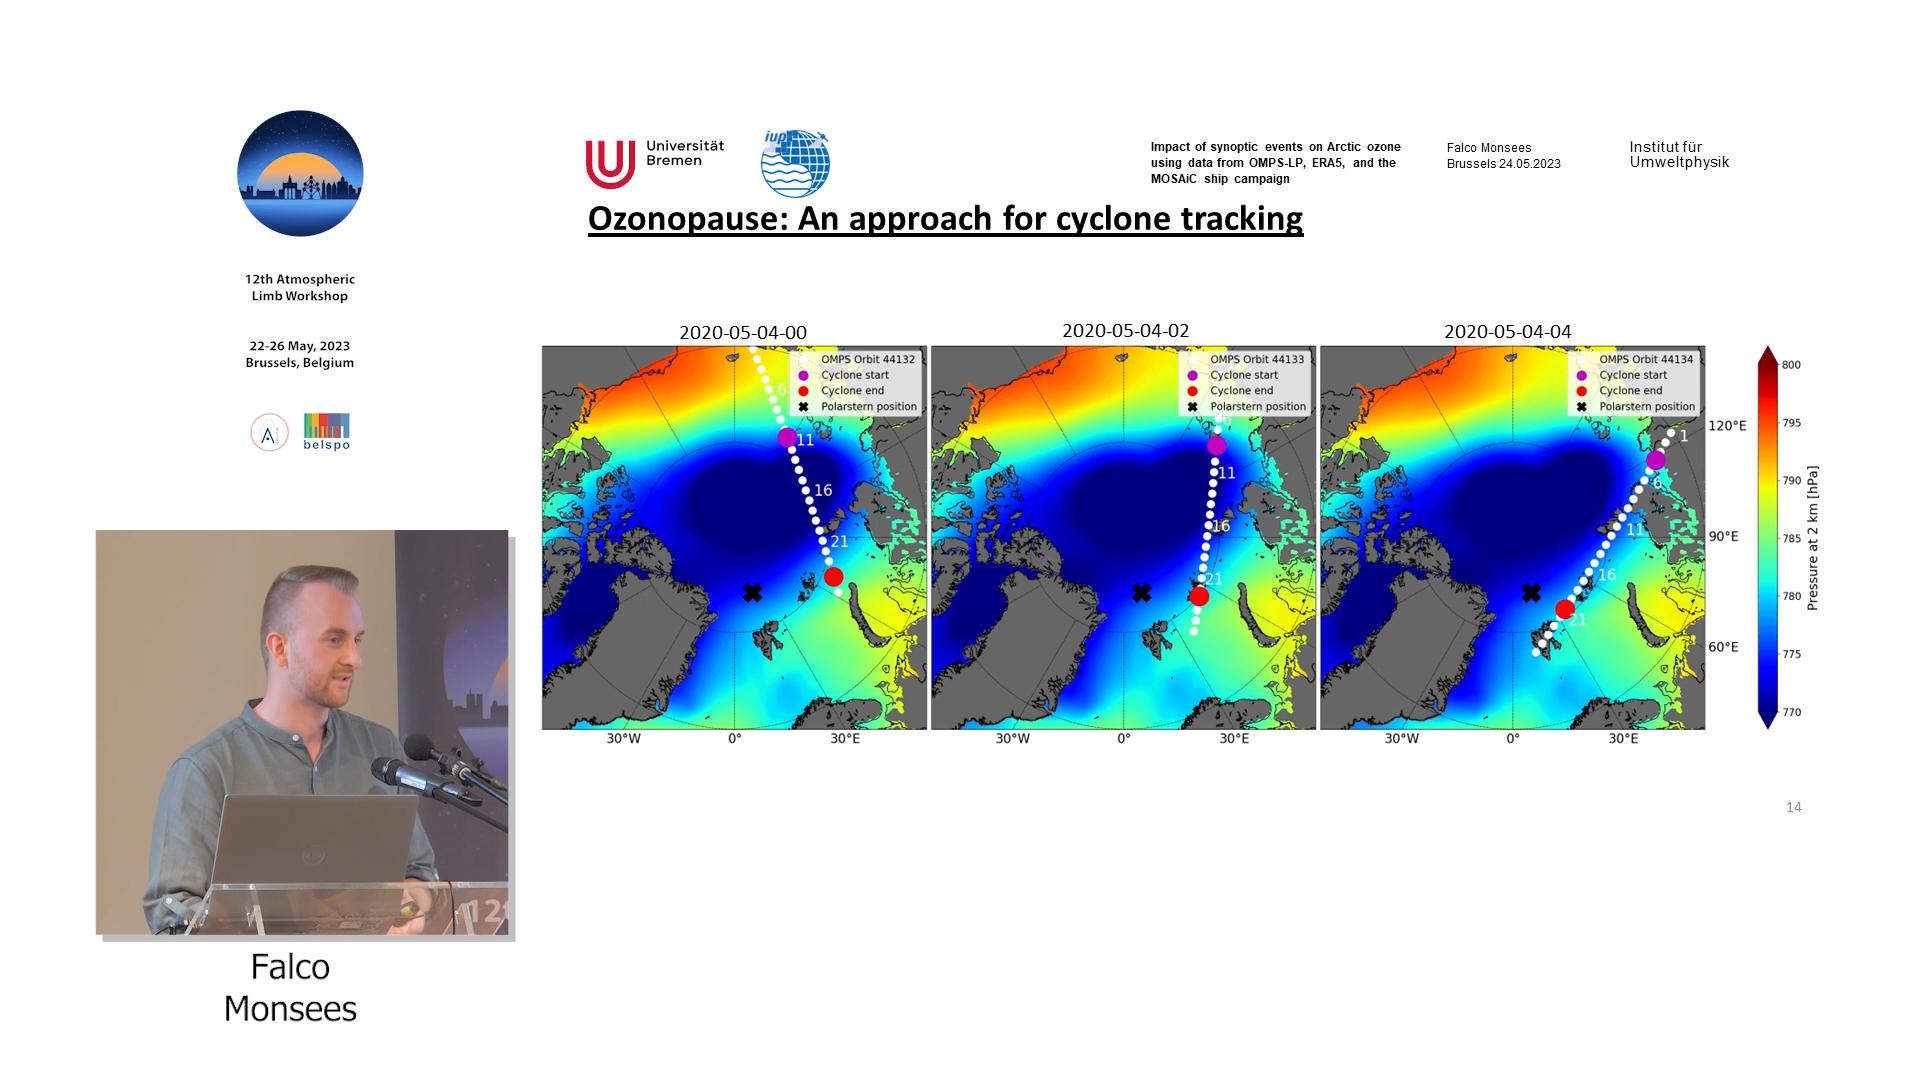 12th Atmospheric
Limb Workshop
22-26 May, 2023
Brussels, Belgium
belspo
Falco
Monsees
Universität
Bremen
iup
Impact of synoptic events on Arctic ozone
using data from OMPS-LP, ERA5, and the
MOSAiC ship campaign
Falco Monsees
Brussels 24.05.2023
Institut für
Umweltphysik
Ozonopause: An approach for cyclone tracking
2020-05-04-00
OMPS Orbit 44132
Cyclone start
Cyclone end
Polarstern position
6
11
16
21
30°W
0°
30°E
2020-05-04-02
OMPS Orbit 44133
Cyclone start
Cyclone end
Polarstern position
11
16
21
30°W
0°
30°E
2020-05-04-04
OMPS Orbit 44134
Cyclone start
Cyclone end
Polarstern position
1
6
11
16
21
30°W
0°
30°E
120°E
90°E
60°E
800
795
790
785
780
775
770
Pressure at 2 km [hPa]
14